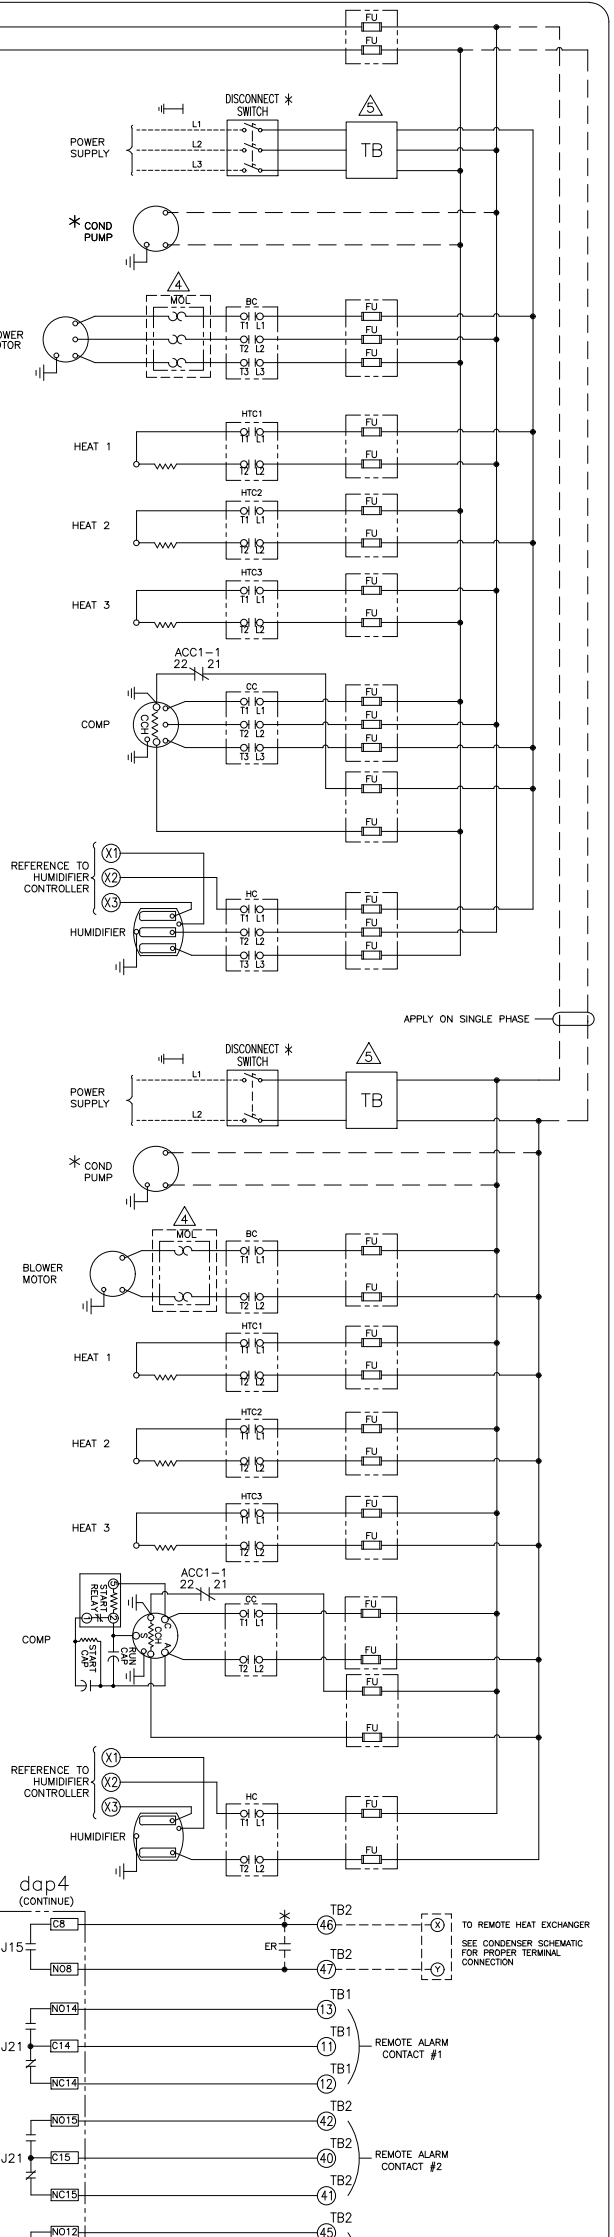 FU
FU
DISCONNECT *
SWITCH
5
L1
POWER
SUPPLY
L2
TB
L3
* COND
PUMP
4
MOL
BC
FU
T1 L1
OWER
OTOR
FU
T2 L2
FU
T3 L3
HTC1
FU
T1 L1
HEAT 1
FU
T2 L2
HTC2
FU
T1 L1
HEAT 2
FU
T2 L2
HTC3
FU
T1 L1
HEAT 3
FU
T2 L2
ACC1-1
22 21
CC
FU
T1 L1
COMP
CCH
FU
T2 L2
FU
T3 L3
FU
FU
X1
REFERENCE TO
HUMIDIFIER
CONTROLLER
X2
X3
HC
FU
T1 L1
HUMIDIFIER
FU
T2 L2
FU
T3 L3
APPLY ON SINGLE PHASE
DISCONNECT *
SWITCH
5
L1
POWER
SUPPLY
TB
L2
* COND
PUMP
4
MOL
BC
FU
T1 L1
BLOWER
MOTOR
FU
T2 L2
HTC1
FU
T1 L1
HEAT 1
FU
T2 L2
HTC2
FU
T1 L1
HEAT 2
FU
T2 L2
HTC3
FU
T1 L1
HEAT 3
FU
T2 L2
ACC1-1
22 21
5
START
RELAY
1
2
CC
FU
T1 L1
COMP
START
CAP
RUN
CAP
S
C
CCH
FU
T2 L2
FU
FU
X1
REFERENCE TO
HUMIDIFIER
CONTROLLER
X2
X3
HC
FU
T1 L1
HUMIDIFIER
FU
T2 L2
dap4
(CONTINUE)
C8
*
TB2
46
X
TO REMOTE HEAT EXCHANGER
J15
ER
SEE CONDENSER SCHEMATIC
FOR PROPER TERMINAL
CONNECTION
NO8
TB2
47
Y
NO14
TB1
13
J21
C14
TB1
11
REMOTE ALARM
CONTACT #1
NC14
TB1
12
NO15
TB2
42
J21
C15
TB2
40
REMOTE ALARM
CONTACT #2
NC15
TB2
41
NO12
TB2
45